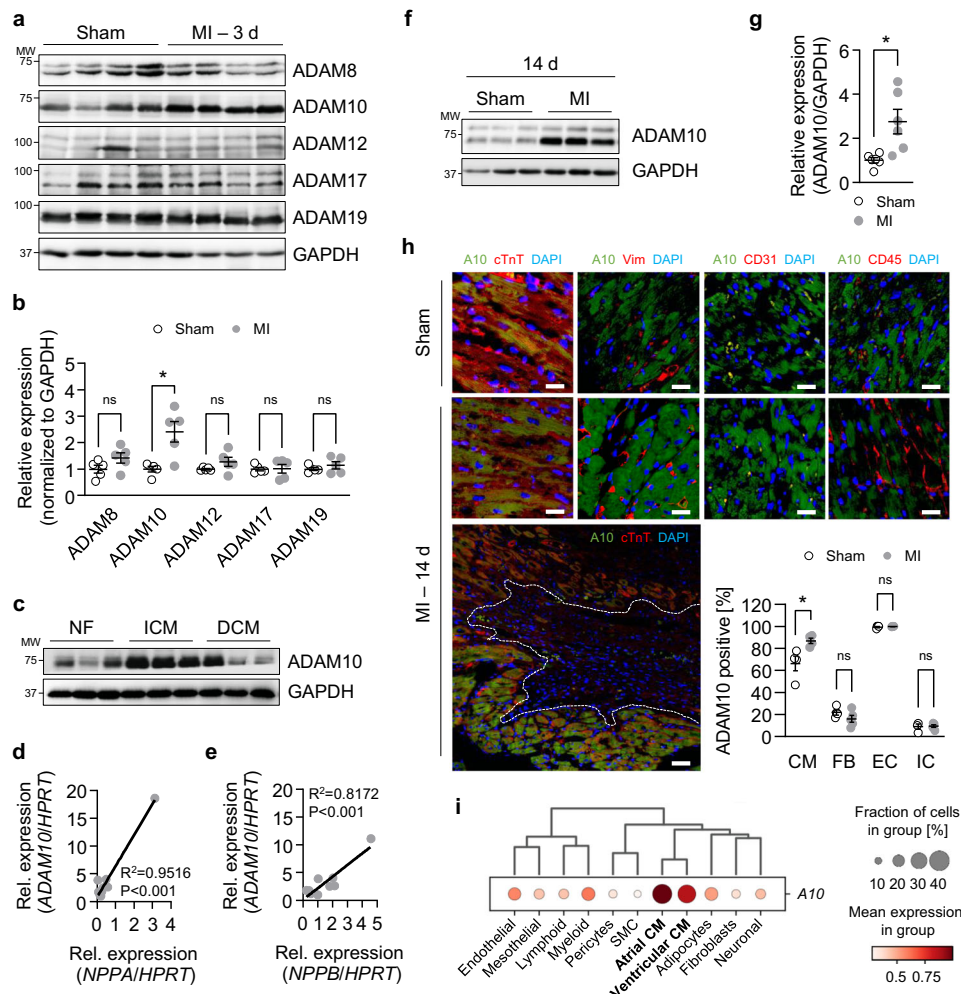 a
Sham MI – 3 d
MW
75
ADAM8
75
ADAM10
100
ADAM12
100
ADAM17
100
ADAM19
37
GAPDH
b
Sham MI
Relative expression
(normalized to GAPDH)
5
4
3
2
1
0
ns * ns ns ns
ADAM8 ADAM10 ADAM12 ADAM17 ADAM19
c
NF ICM DCM
MW
75
ADAM10
37
GAPDH
d
Rel. expression
(ADAM10/HPRT)
20
15
10
5
0
R²=0.9516
P<0.001
0 1 2 3 4
Rel. expression
(NPPA/HPRT)
e
Rel. expression
(ADAM10/HPRT)
20
15
10
5
0
R²=0.8172
P<0.001
0 1 2 3 4 5
Rel. expression
(NPPB/HPRT)
f
14 d
Sham MI
MW
75
ADAM10
37
GAPDH
g
Relative expression
(ADAM10/GAPDH)
6
4
2
0
*
Sham
MI
h
A10 cTnT DAPI A10 Vim DAPI A10 CD31 DAPI A10 CD45 DAPI
Sham
MI – 14 d
A10 cTnT DAPI
Sham MI
ADAM10 positive [%]
100
80
60
40
20
0
* ns ns ns
CM FB EC IC
i
A10
Endothelial
Mesothelial
Lymphoid
Myeloid
Pericytes
SMC
Atrial CM
Ventricular CM
Adipocytes
Fibroblasts
Neuronal
Fraction of cells
in group [%]
10 20 30 40
Mean expression
in group
0.5 0.75